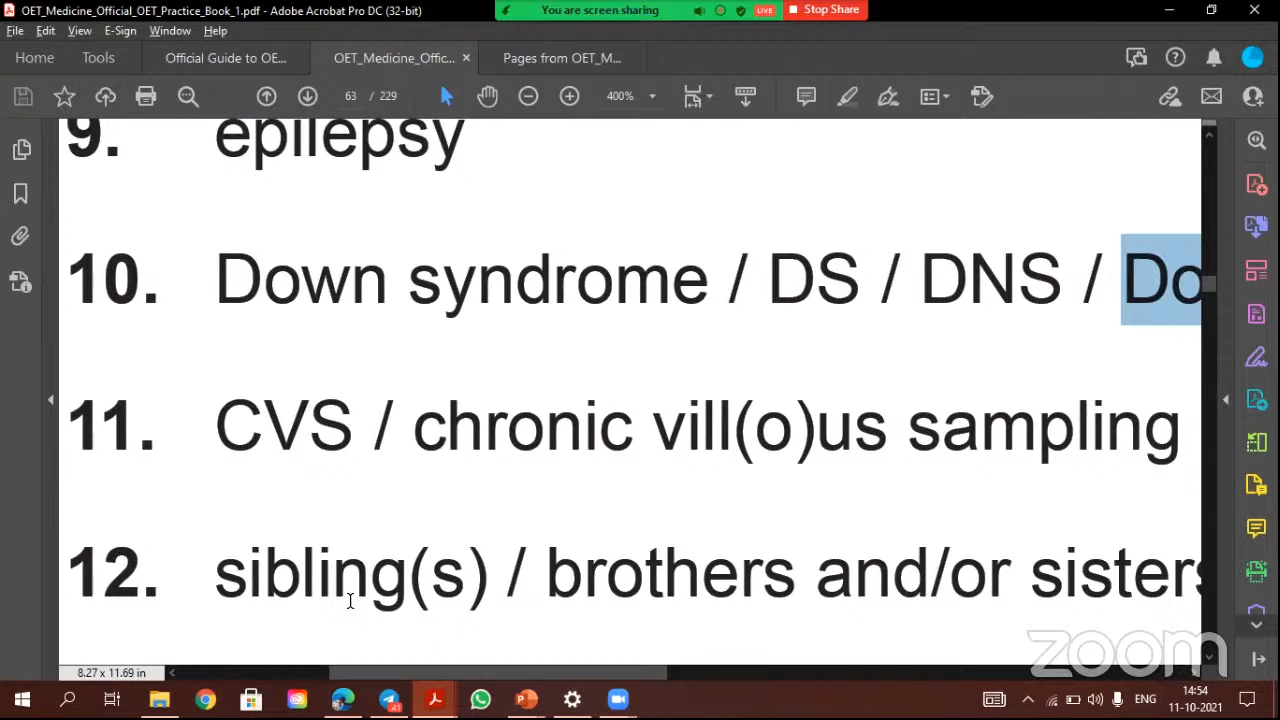 OET_Medicine_Official_OET_Practice_Book_1.pdf - Adobe Acrobat Pro DC (32-bit)
You are screen sharing LIVE Stop Share
File Edit View E-Sign Window Help
Home Tools Official Guide to OE... OET_Medicine_Offic... × Pages from OET_M...
63 / 229 400%
9. epilepsy
10. Down syndrome / DS / DNS / Do
11. CVS / chronic vill(o)us sampling
12. sibling(s) / brothers and/or sisters
zoom
8.27 x 11.69 in
41 ENG 14:54
11-10-2021